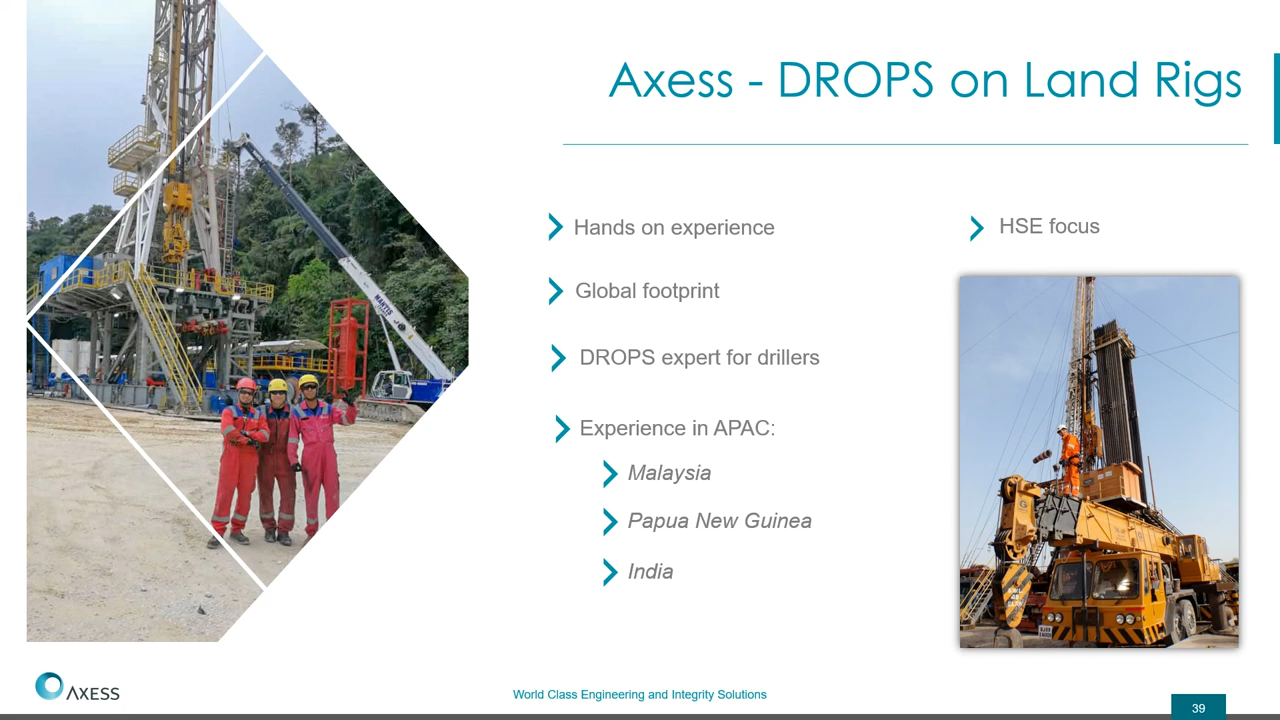 Axess - DROPS on Land Rigs
Hands on experience
Global footprint
DROPS expert for drillers
Experience in APAC:
Malaysia
Papua New Guinea
India
HSE focus
MANTIS
AXESS
World Class Engineering and Integrity Solutions
39